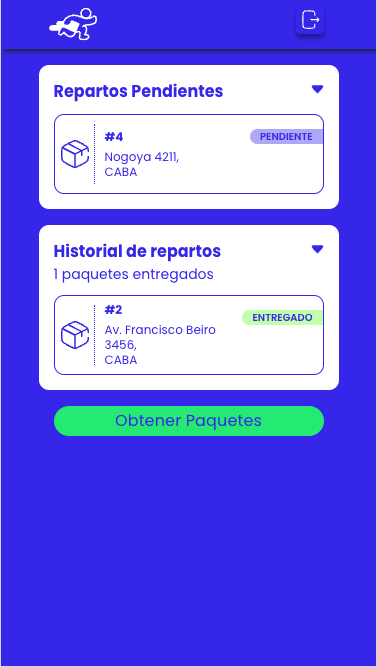 Repartos Pendientes
#4
PENDIENTE
Nogoya 4211,
CABA
Historial de repartos
1 paquetes entregados
#2
ENTREGADO
Av. Francisco Beiro
3456,
CABA
Obtener Paquetes